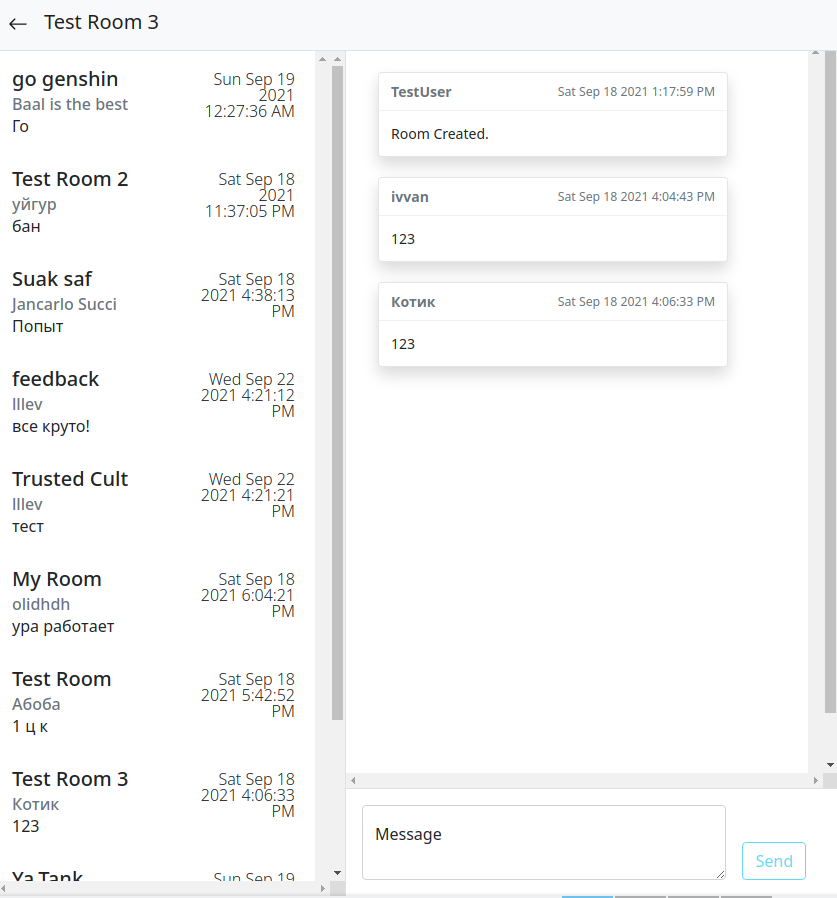 Test Room 3
go genshin
Sun Sep 19
2021
12:27:36 AM
Baal is the best
Го
Test Room 2
Sat Sep 18
2021
11:37:05 PM
уйгур
бан
Suak saf
Sat Sep 18
2021 4:38:13
PM
Jancarlo Succi
Попыт
feedback
Wed Sep 22
2021 4:21:12
PM
lllev
все круто!
Trusted Cult
Wed Sep 22
2021 4:21:21
PM
lllev
тест
My Room
Sat Sep 18
2021 6:04:21
PM
olidhdh
ура работает
Test Room
Sat Sep 18
2021 5:42:52
PM
Абоба
1 ц к
Test Room 3
Sat Sep 18
2021 4:06:33
PM
Котик
123
Ya Tank
Sun Sep 19
TestUser
Sat Sep 18 2021 1:17:59 PM
Room Created.
ivvan
Sat Sep 18 2021 4:04:43 PM
123
Котик
Sat Sep 18 2021 4:06:33 PM
123
Message
Send